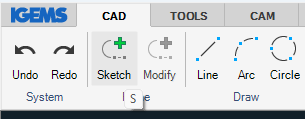 IGEMS CAD TOOLS CAM
Undo Redo Sketch Modify Line Arc Circle
System Draw
S